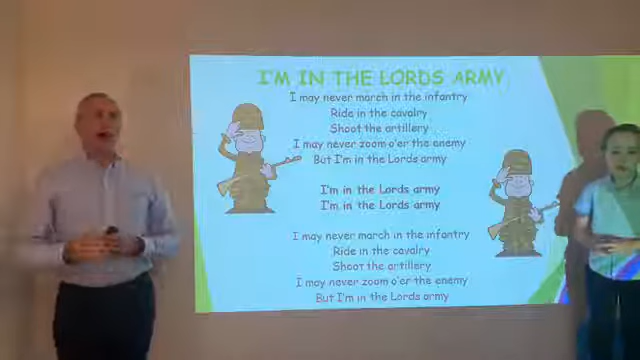 I'M IN THE LORDS ARMY
I may never march in the infantry
Ride in the cavalry
Shoot the artillery
I may never zoom o'er the enemy
But I'm in the Lords army
I'm in the Lords army
I'm in the Lords army
I may never march in the infantry
Ride in the cavalry
Shoot the artillery
I may never zoom o'er the enemy
But I'm in the Lords army